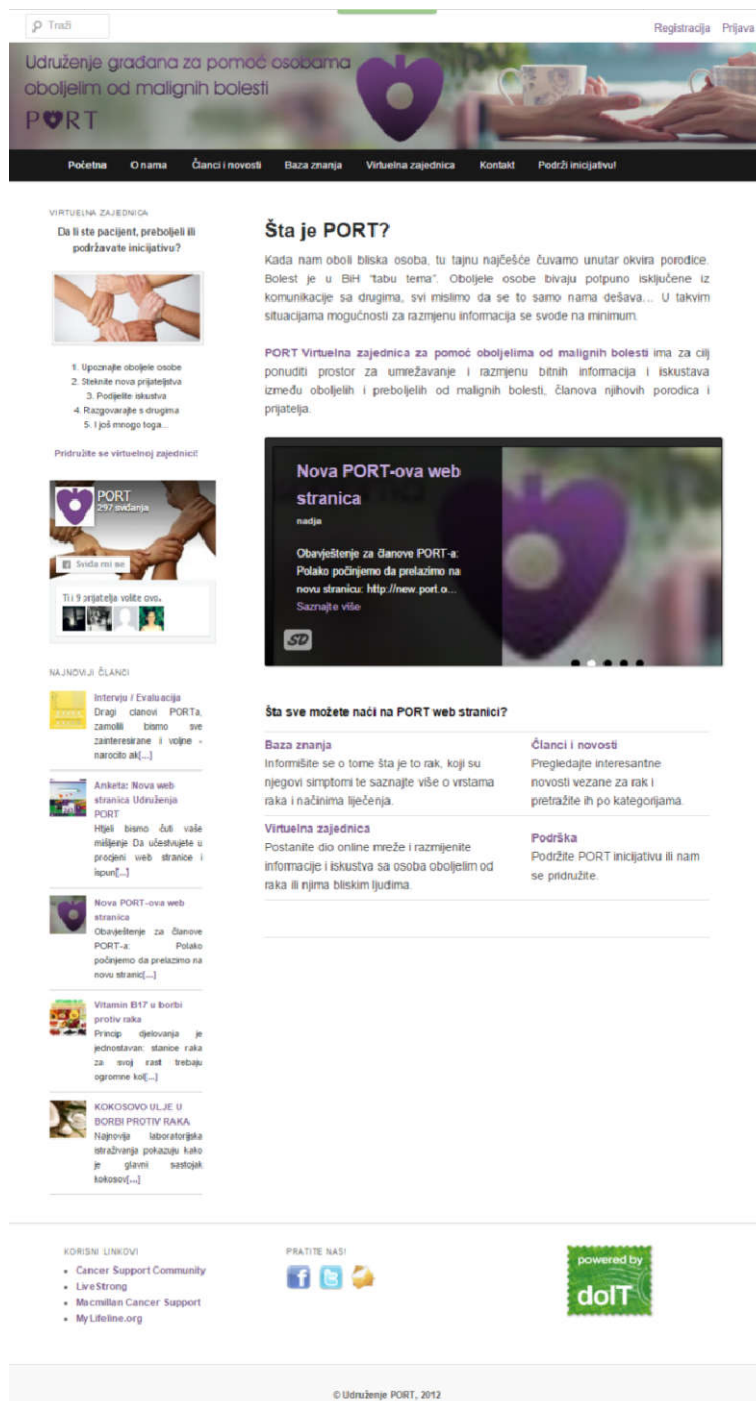 Traži
Registracija Prijava
Udruženje građana za pomoć osobama
oboljelim od malignih bolesti
PORT
Početna O nama Članci i novosti Baza znanja Virtuelna zajednica Kontakt Podrži inicijativu!
VIRTUELNA ZAJEDNICA
Da li ste pacijent, preboljeli ili
podržavate inicijativu?
1. Upoznajte oboljele osobe
2. Steknite nova prijateljstva
3. Podijelite iskustva
4. Razgovarajte s drugima
5. I još mnogo toga...
Pridružite se virtuelnoj zajednici!
PORT
297 sviđanja
Sviđa mi se
Ti i 9 prijatelja volite ovo.
NAJNOVIJI ČLANCI
Intervju / Evaluacija
Dragi clanovi PORTa,
zamolili bismo sve
zainteresirane i voljne -
narocito ak[...]
Anketa: Nova web
stranica Udruženja
PORT
Htjeli bismo čuti vaše
mišljenje Da učestvujete u
procjeni web stranice i
ispun[...]
Nova PORT-ova web
stranica
Obavještenje za članove
PORT-a: Polako
počinjemo da prelazimo na
novu stranic[...]
Vitamin B17 u borbi
protiv raka
Princip djelovanja je
jednostavan: stanice raka
za svoj rast trebaju
ogromne kol[...]
KOKOSOVO ULJE U
BORBI PROTIV RAKA
Najnovija laboratorijska
istraživanja pokazuju kako
je glavni sastojak
kokosov[...]
Šta je PORT?
Kada nam oboli bliska osoba, tu tajnu najčešće čuvamo unutar okvira porodice.
Bolest je u BiH “tabu tema”. Oboljele osobe bivaju potpuno isključene iz
komunikacije sa drugima, svi mislimo da se to samo nama dešava... U takvim
situacijama mogućnosti za razmjenu informacija se svode na minimum.
PORT Virtuelna zajednica za pomoć oboljelima od malignih bolesti ima za cilj
ponuditi prostor za umrežavanje i razmjenu bitnih informacija i iskustava
između oboljelih i preboljelih od malignih bolesti, članova njihovih porodica i
prijatelja.
Nova PORT-ova web
stranica
nadja
Obavještenje za članove PORT-a:
Polako počinjemo da prelazimo na
novu stranicu: http://new.port.o...
Saznajte više
SD
Šta sve možete naći na PORT web stranici?
Baza znanja
Informišite se o tome šta je to rak, koji su
njegovi simptomi te saznajte više o vrstama
raka i načinima liječenja.
Članci i novosti
Pregledajte interesantne
novosti vezane za rak i
pretražite ih po kategorijama.
Virtuelna zajednica
Postanite dio online mreže i razmijenite
informacije i iskustva sa osoba oboljelim od
raka ili njima bliskim ljudima.
Podrška
Podržite PORT inicijativu ili nam
se pridružite.
KORISNI LINKOVI
Cancer Support Community
LiveStrong
Macmillan Cancer Support
MyLifeline.org
PRATITE NAS!
powered by
doIT
© Udruženje PORT, 2012